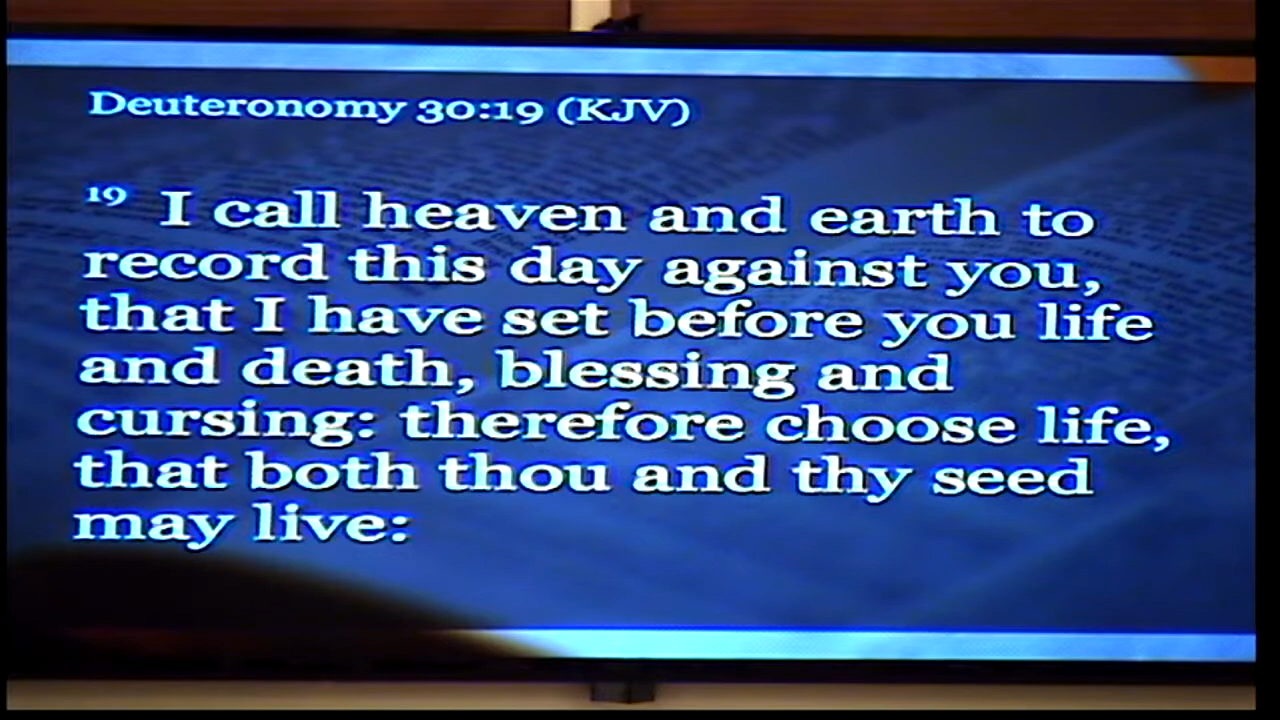 Deuteronomy 30:19 (KJV)
19 I call heaven and earth to
record this day against you,
that I have set before you life
and death, blessing and
cursing: therefore choose life,
that both thou and thy seed
may live: